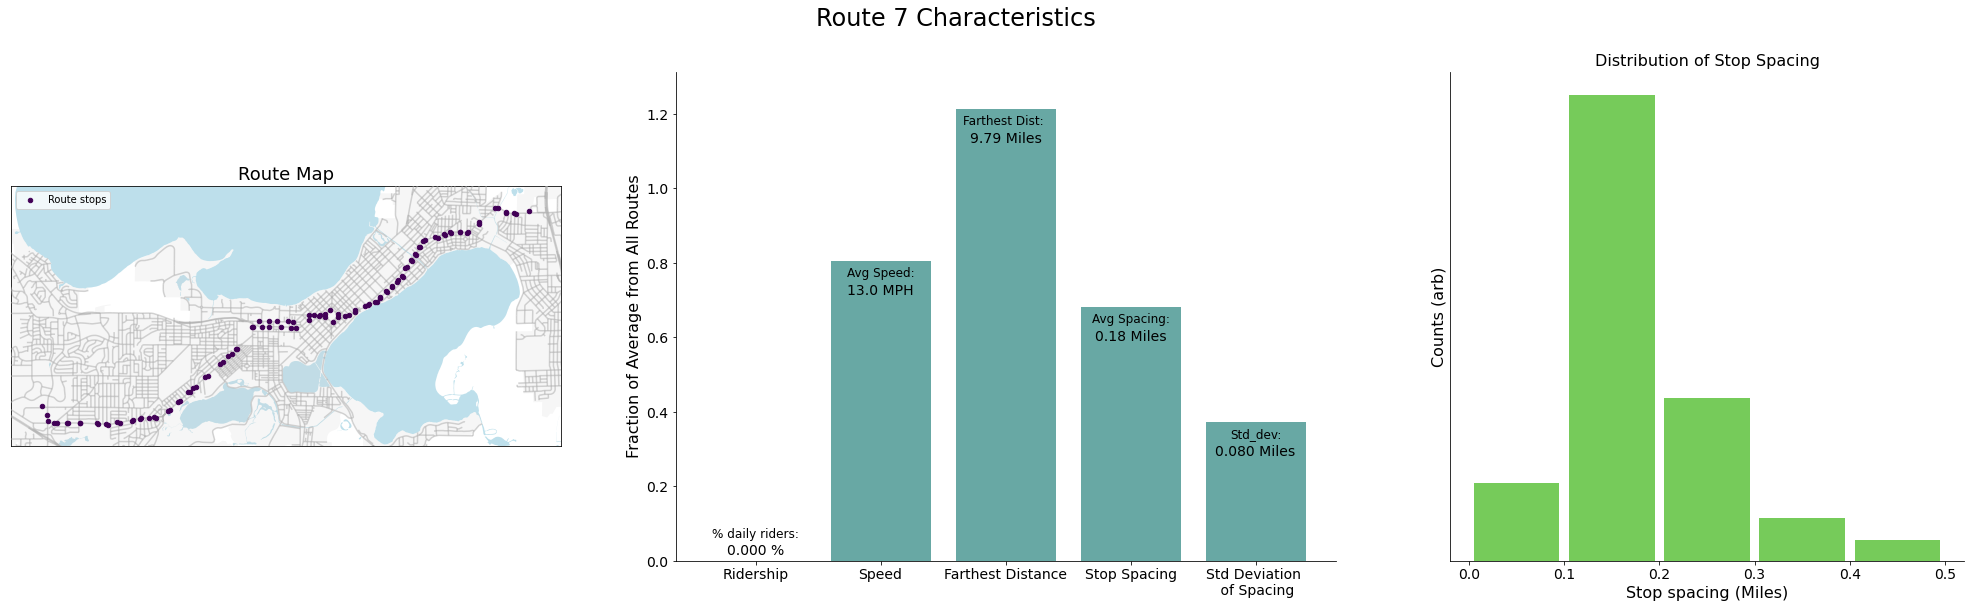 Route 7 Characteristics
Route Map
Route stops
Fraction of Average from All Routes
1.2
1.0
0.8
0.6
0.4
0.2
0.0
% daily riders:
0.000 %
Avg Speed:
13.0 MPH
Farthest Dist:
9.79 Miles
Avg Spacing:
0.18 Miles
Std_dev:
0.080 Miles
Ridership
Speed
Farthest Distance
Stop Spacing
Std Deviation
of Spacing
Distribution of Stop Spacing
Counts (arb)
0.0
0.1
0.2
0.3
0.4
0.5
Stop spacing (Miles)